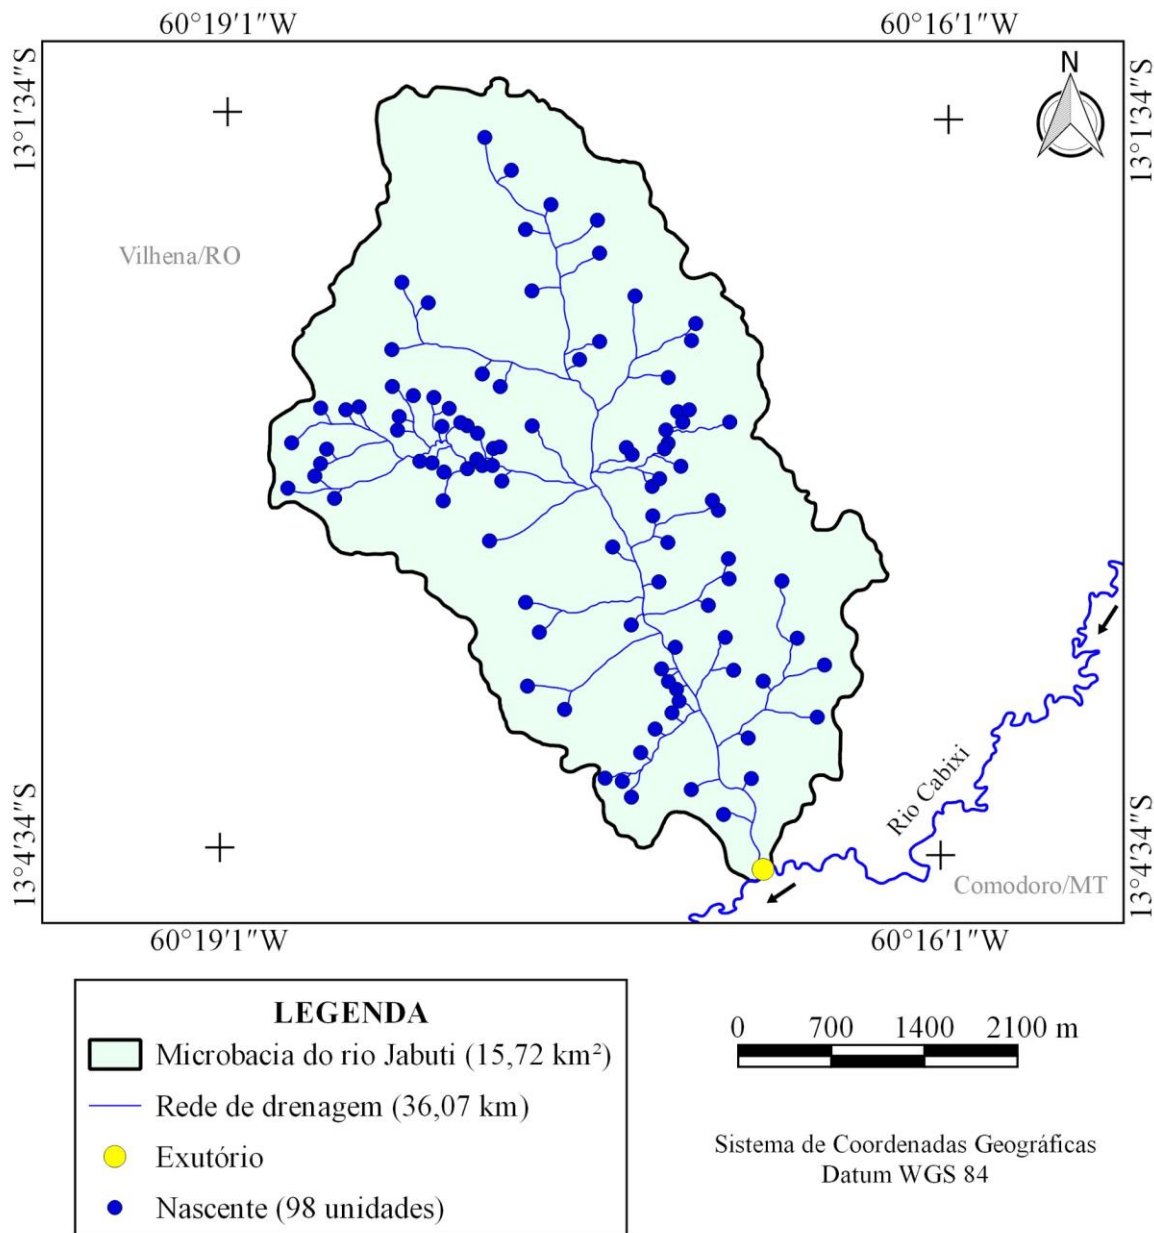 60°19'1"W
60°16'1"W
13°1'34"S
13°1'34"S
N
Vilhena/RO
Rio Cabixi
13°4'34"S
13°4'34"S
Comodoro/MT
60°19'1"W
60°16'1"W
LEGENDA
Microbacia do rio Jabuti (15,72 km²)
Rede de drenagem (36,07 km)
Exutório
Nascente (98 unidades)
0 700 1400 2100 m
Sistema de Coordenadas Geográficas
Datum WGS 84